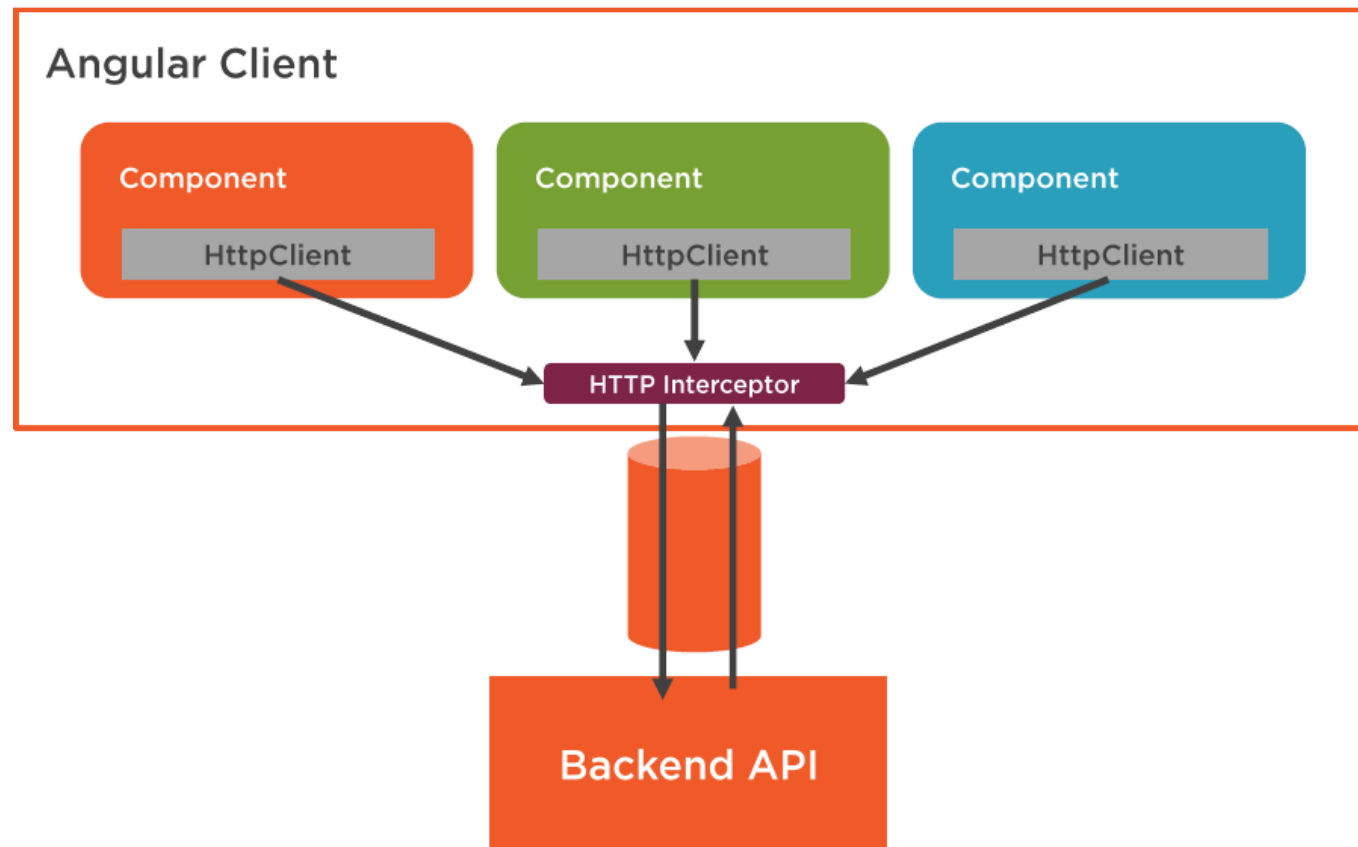 Angular Client
Component
Component
Component
HttpClient
HttpClient
HttpClient
HTTP Interceptor
Backend API